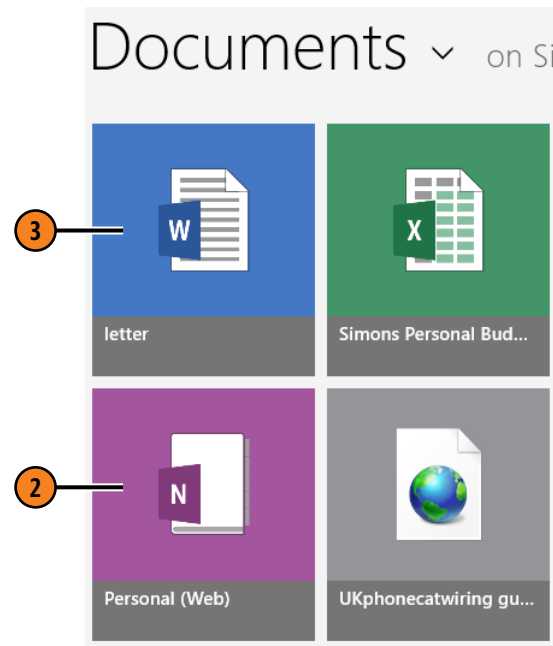 Documents on Si
3
W
X
letter
Simons Personal Bud...
2
N
Personal (Web)
UKphonecatwiring gu...